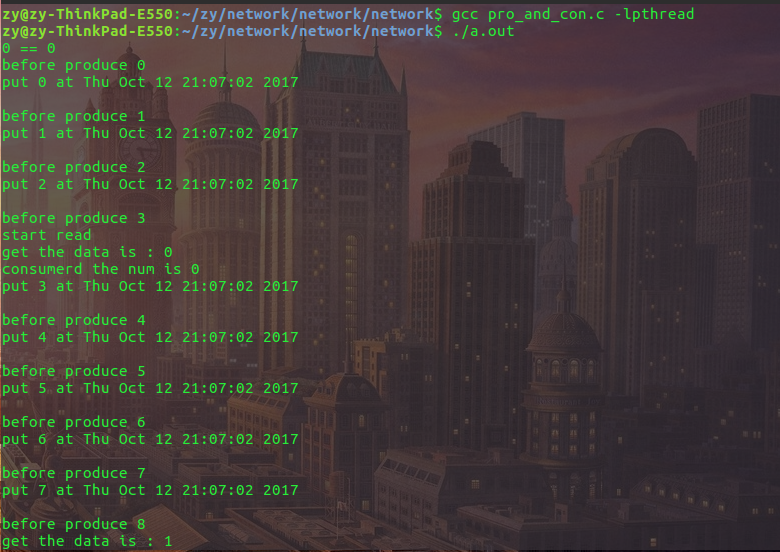 zy@zy-ThinkPad-E550:~/zy/network/network/network$ gcc pro_and_con.c -lpthread
zy@zy-ThinkPad-E550:~/zy/network/network/network$ ./a.out
0 == 0
before produce 0
put 0 at Thu Oct 12 21:07:02 2017
before produce 1
put 1 at Thu Oct 12 21:07:02 2017
before produce 2
put 2 at Thu Oct 12 21:07:02 2017
before produce 3
start read
get the data is : 0
consumerd the num is 0
put 3 at Thu Oct 12 21:07:02 2017
before produce 4
put 4 at Thu Oct 12 21:07:02 2017
before produce 5
put 5 at Thu Oct 12 21:07:02 2017
before produce 6
put 6 at Thu Oct 12 21:07:02 2017
before produce 7
put 7 at Thu Oct 12 21:07:02 2017
before produce 8
get the data is : 1